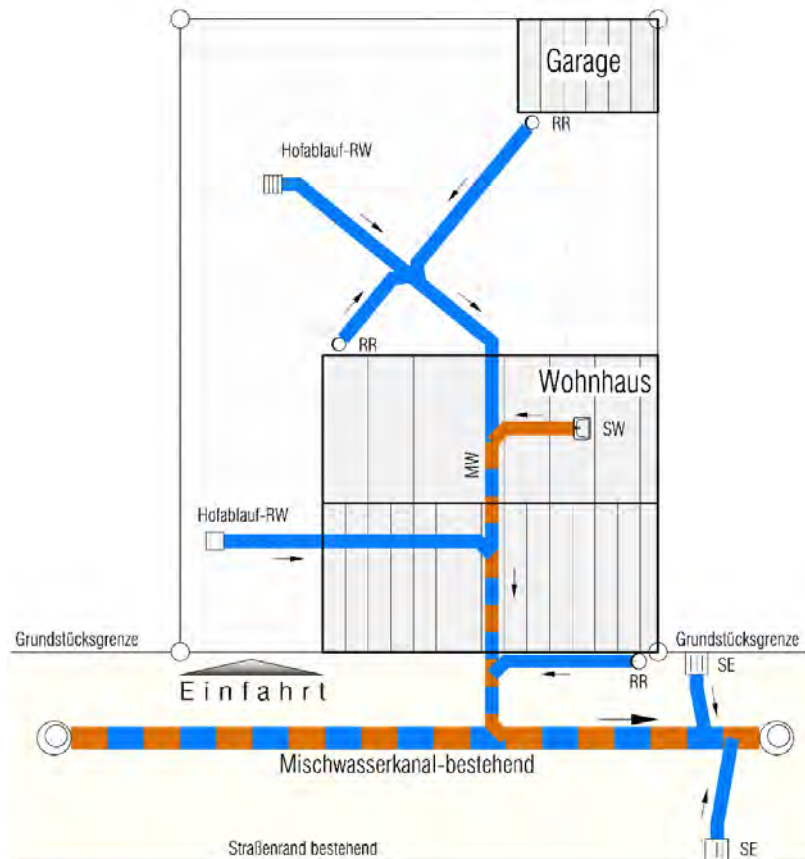 Garage
RR
Hofablauf-RW
RR
Wohnhaus
SW
MW
Hofablauf-RW
Grundstücksgrenze
Grundstücksgrenze
SE
RR
Einfahrt
Mischwasserkanal-bestehend
Straßenrand bestehend
SE